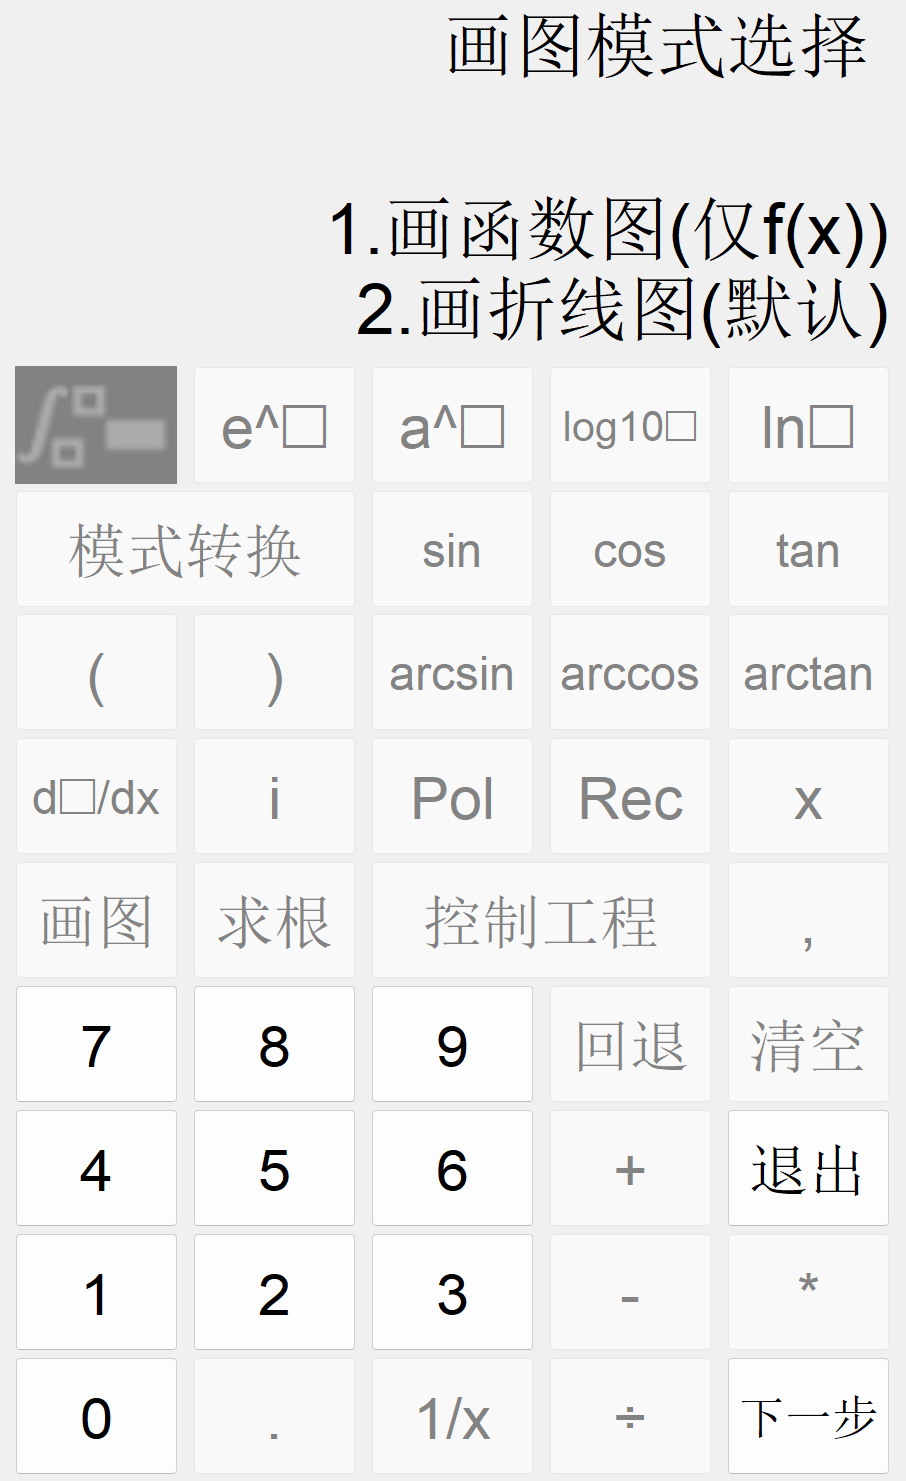 画图模式选择
1.画函数图(仅f(x))
2.画折线图(默认)
∫□□ e^□ a^□ log10□ ln□
模式转换 sin cos tan
( ) arcsin arccos arctan
d□/dx i Pol Rec x
画图 求根 控制工程 ,
7 8 9 回退 清空
4 5 6 + 退出
1 2 3 - *
0 . 1/x ÷ 下一步